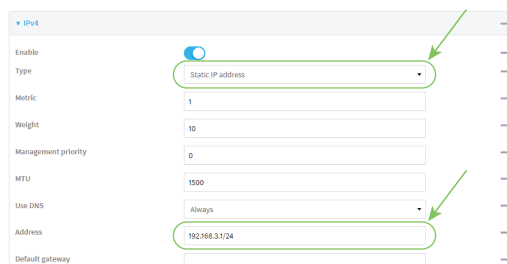 IPv4
Enable
Type Static IP address
Metric 1
Weight 10
Management priority 0
MTU 1500
Use DNS Always
Address 192.168.3.1/24
Default gateway